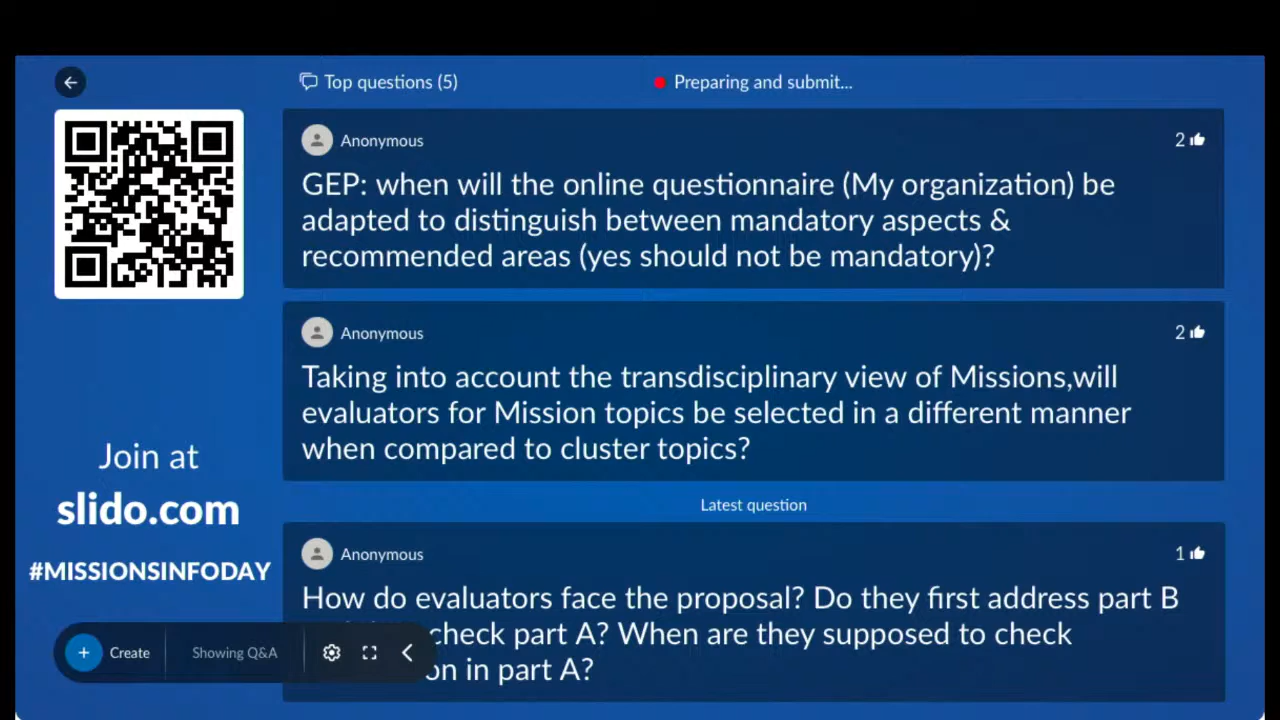 Top questions (5)
Preparing and submit...
Anonymous
2
GEP: when will the online questionnaire (My organization) be
adapted to distinguish between mandatory aspects &
recommended areas (yes should not be mandatory)?
Anonymous
2
Taking into account the transdisciplinary view of Missions,will
evaluators for Mission topics be selected in a different manner
when compared to cluster topics?
Latest question
Anonymous
1
How do evaluators face the proposal? Do they first address part B
check part A? When are they supposed to check
on in part A?
Join at
slido.com
#MISSIONSINFODAY
Create
Showing Q&A